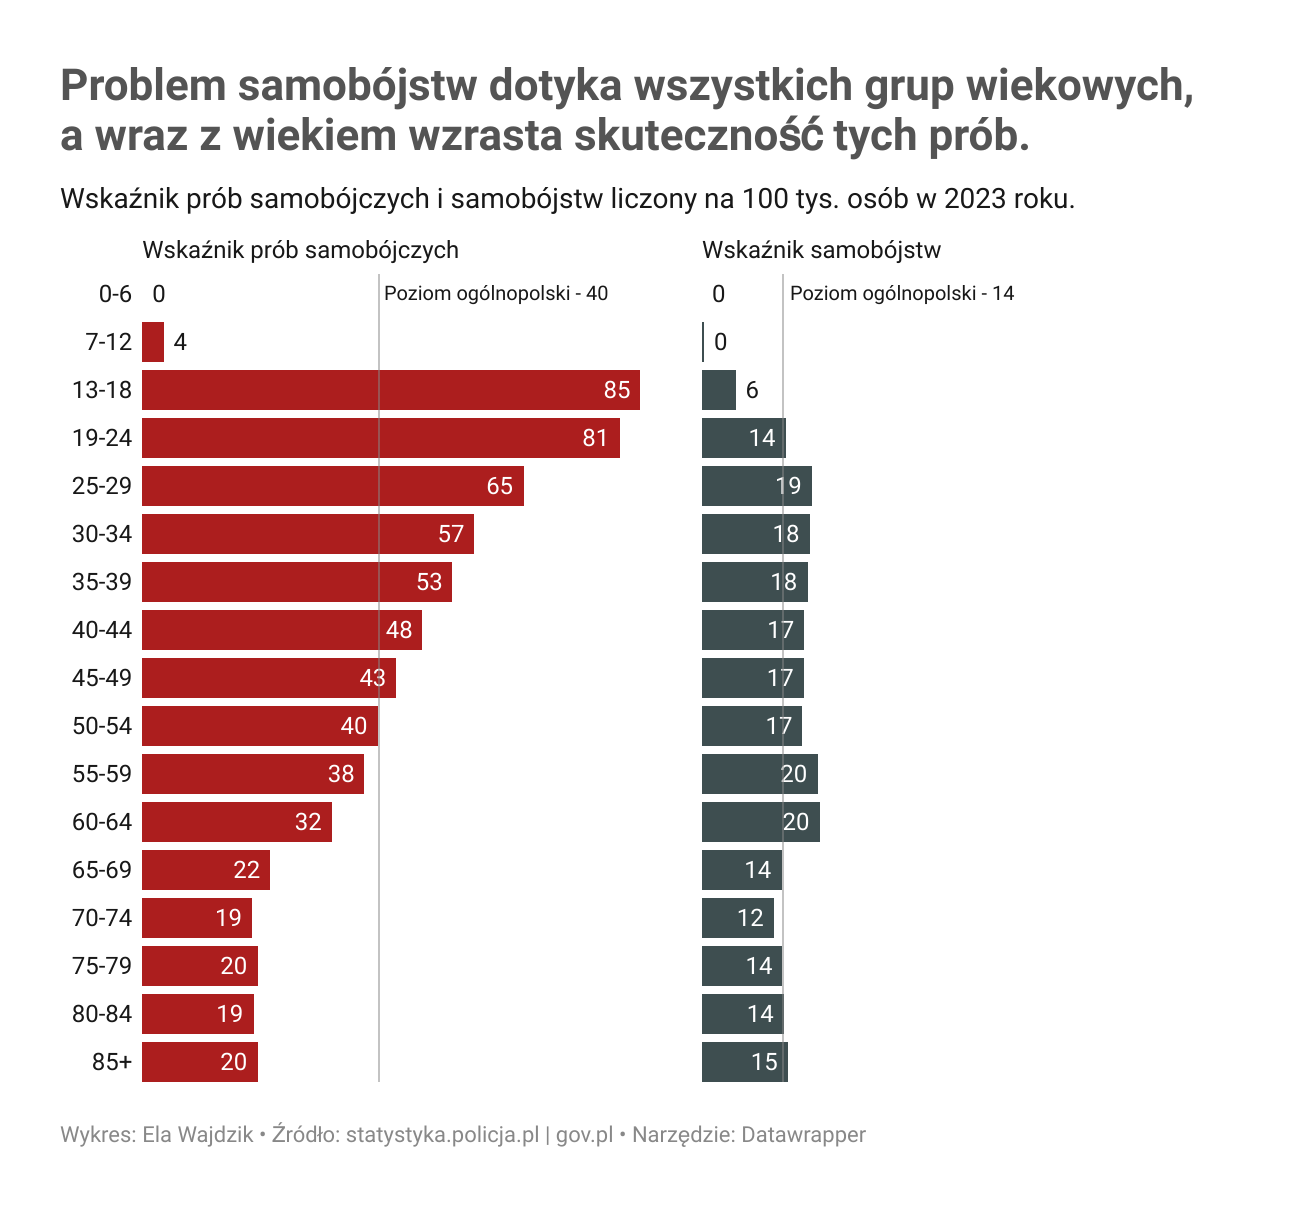 Problem samobójstw dotyka wszystkich grup wiekowych,
a wraz z wiekiem wzrasta skuteczność tych prób.
Wskaźnik prób samobójczych i samobójstw liczony na 100 tys. osób w 2023 roku.
Wskaźnik prób samobójczych Wskaźnik samobójstw
0-6 0 Poziom ogólnopolski - 40 0 Poziom ogólnopolski - 14
7-12 4 0
13-18 85 6
19-24 81 14
25-29 65 19
30-34 57 18
35-39 53 18
40-44 48 17
45-49 43 17
50-54 40 17
55-59 38 20
60-64 32 20
65-69 22 14
70-74 19 12
75-79 20 14
80-84 19 14
85+ 20 15
Wykres: Ela Wajdzik • Źródło: statystyka.policja.pl | gov.pl • Narzędzie: Datawrapper